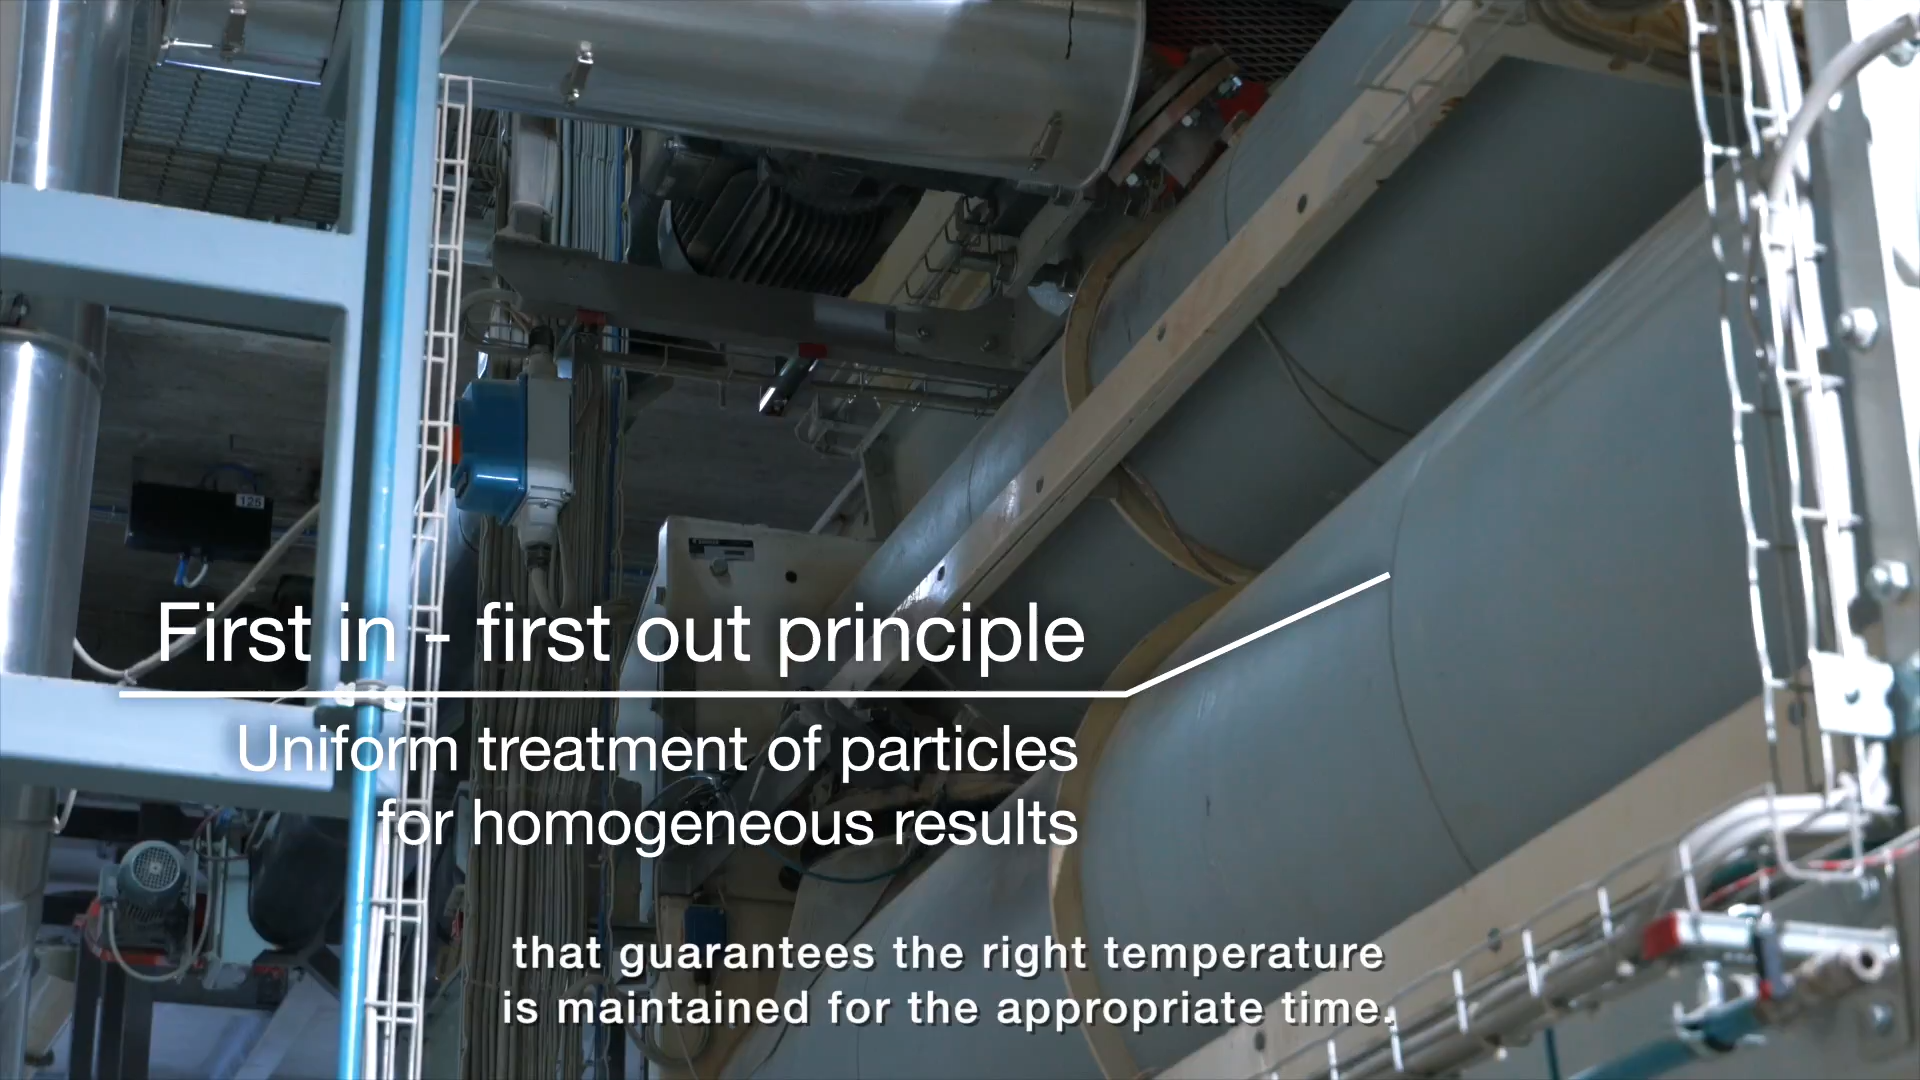 125
First in - first out principle
Uniform treatment of particles
for homogeneous results
that guarantees the right temperature
is maintained for the appropriate time.